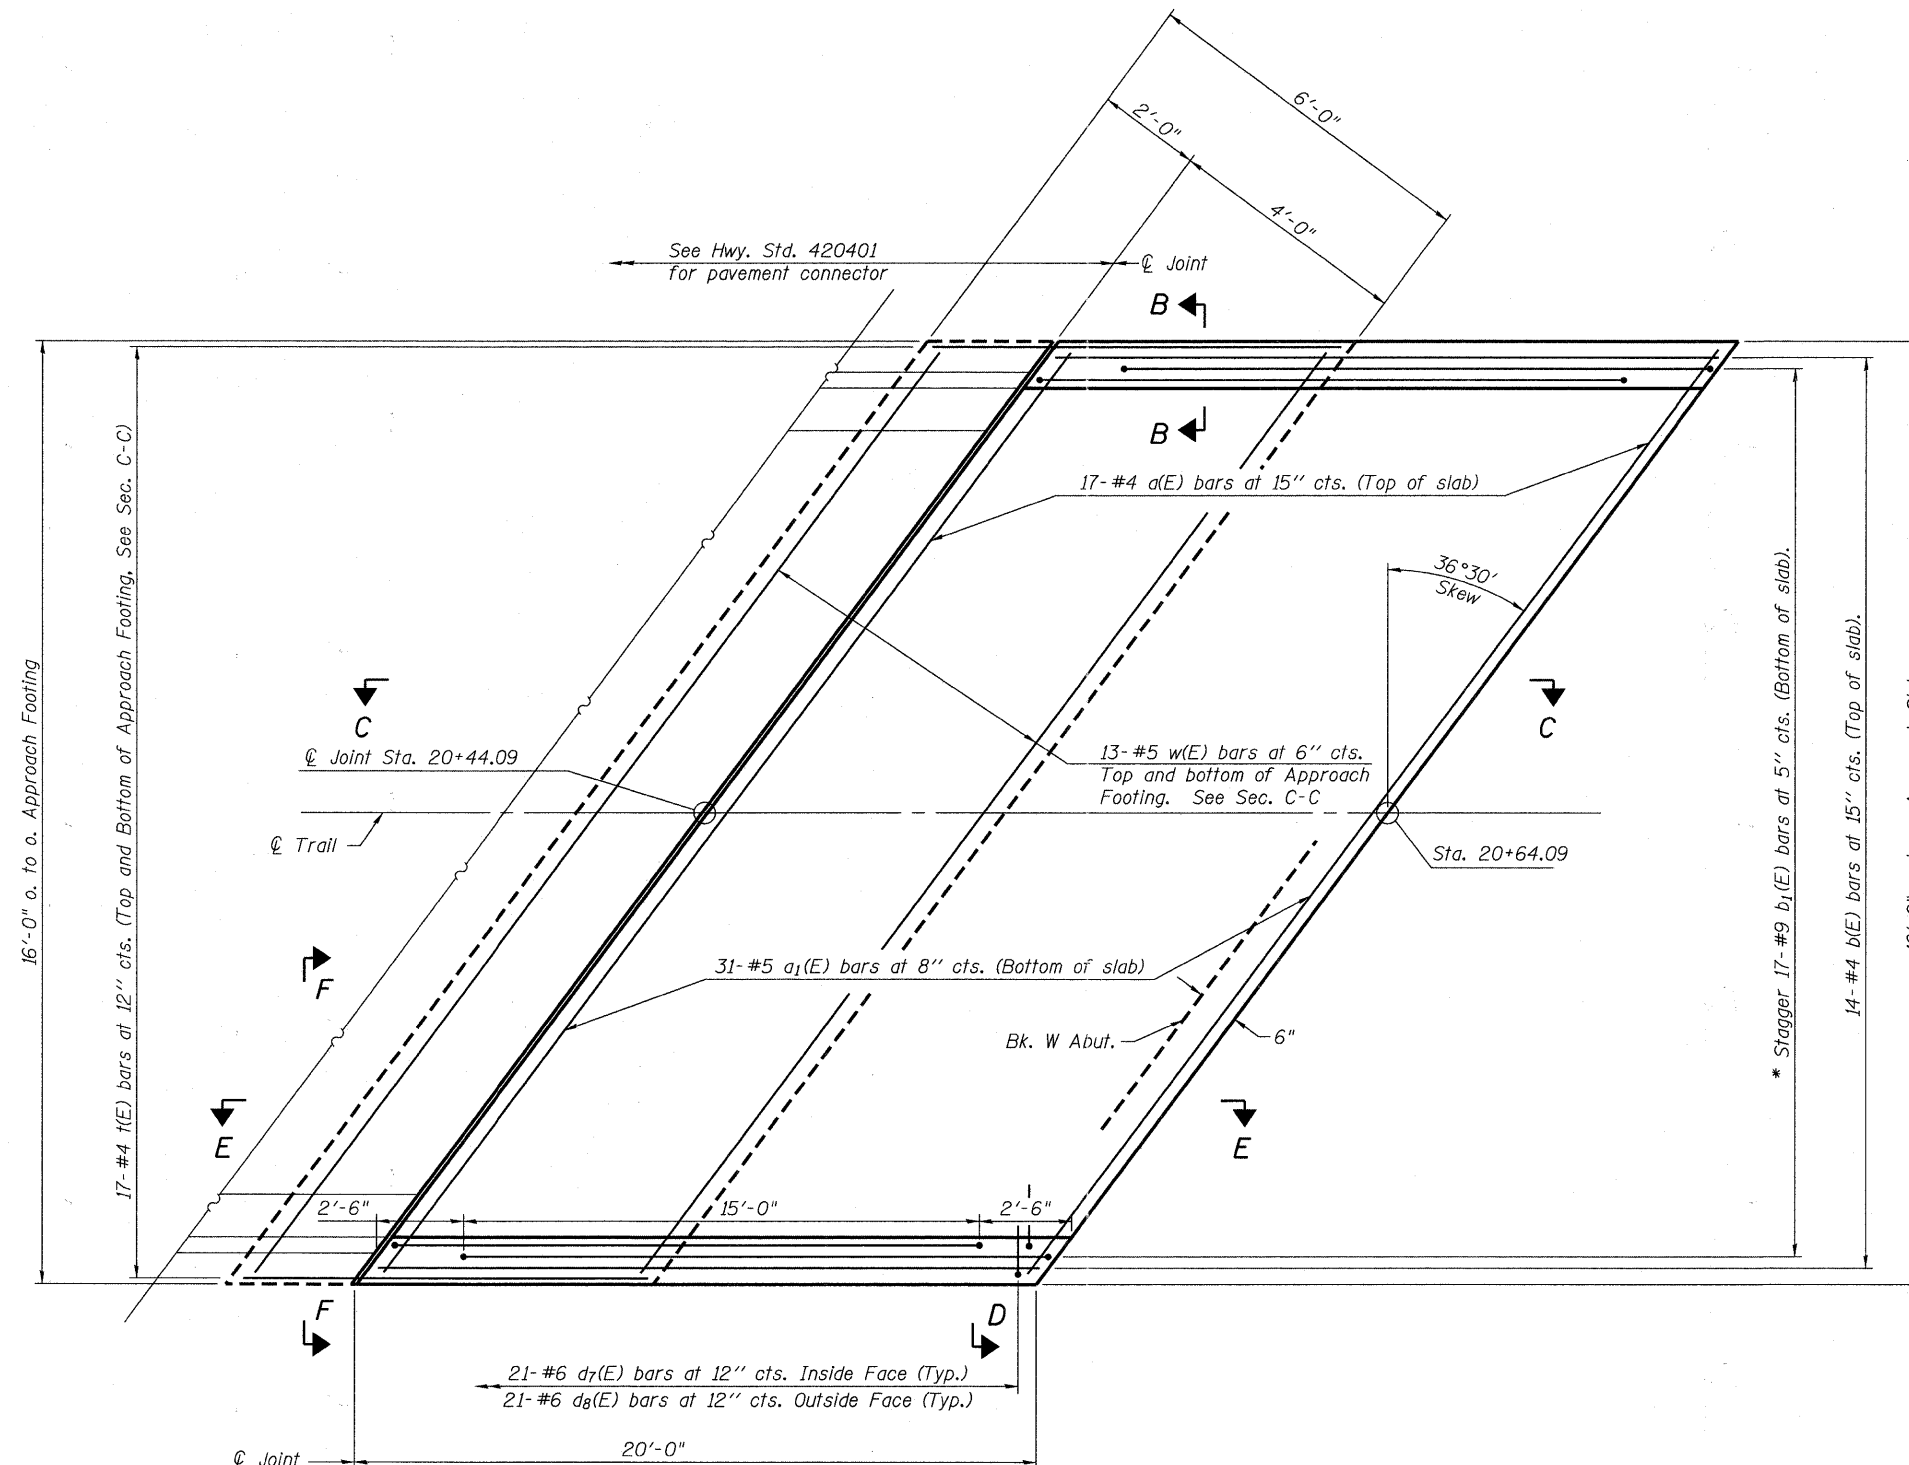 6'-0"
2'-0"
4'-0"
See Hwy. Std. 420401
for pavement connector
℄ Joint
B
B
17-#4 a(E) bars at 15" cts. (Top of slab)
36°30'
Skew
16'-0" o. to o. Approach Footing
17-#4 t(E) bars at 12" cts. (Top and Bottom of Approach Footing, See Sec. C-C)
C
C
℄ Joint Sta. 20+44.09
13-#5 w(E) bars at 6" cts.
Top and bottom of Approach
Footing. See Sec. C-C
℄ Trail
Sta. 20+64.09
* Stagger 17-#9 b₁(E) bars at 5" cts. (Bottom of slab).
14-#4 b(E) bars at 15" cts. (Top of slab).
F
31-#5 a₁(E) bars at 8" cts. (Bottom of slab)
Bk. W Abut.
6"
E
E
2'-6"
15'-0"
2'-6"
F
D
21-#6 d₇(E) bars at 12" cts. Inside Face (Typ.)
21-#6 d₈(E) bars at 12" cts. Outside Face (Typ.)
℄ Joint
20'-0"